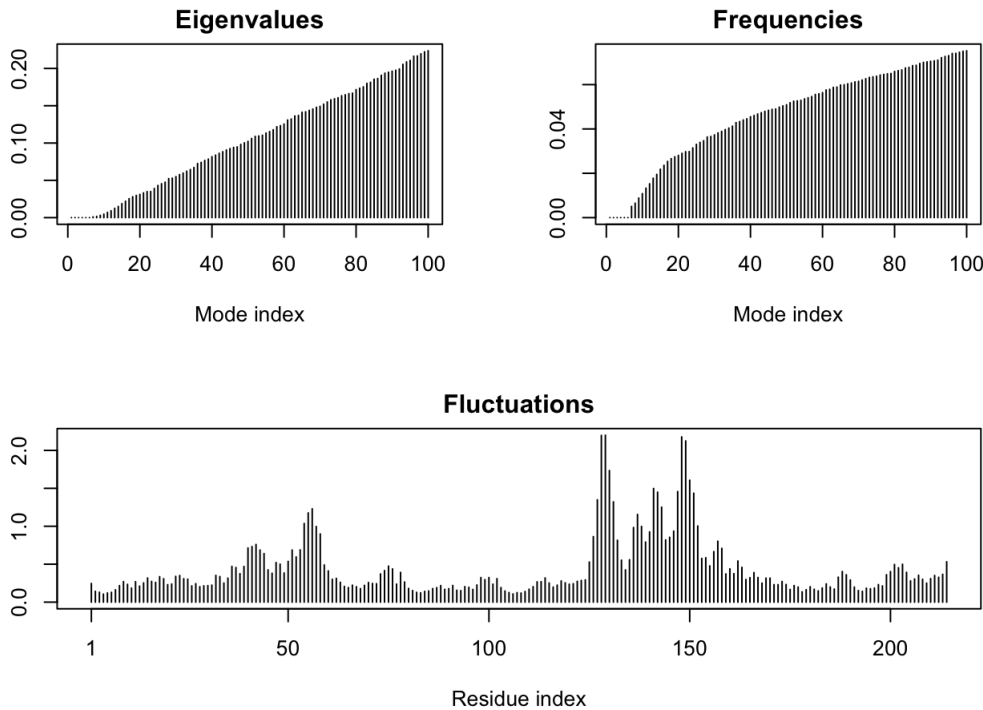 Eigenvalues
0.00 0.10 0.20
0 20 40 60 80 100
Mode index
Frequencies
0.00 0.04
0 20 40 60 80 100
Mode index
Fluctuations
0.0 1.0 2.0
1 50 100 150 200
Residue index